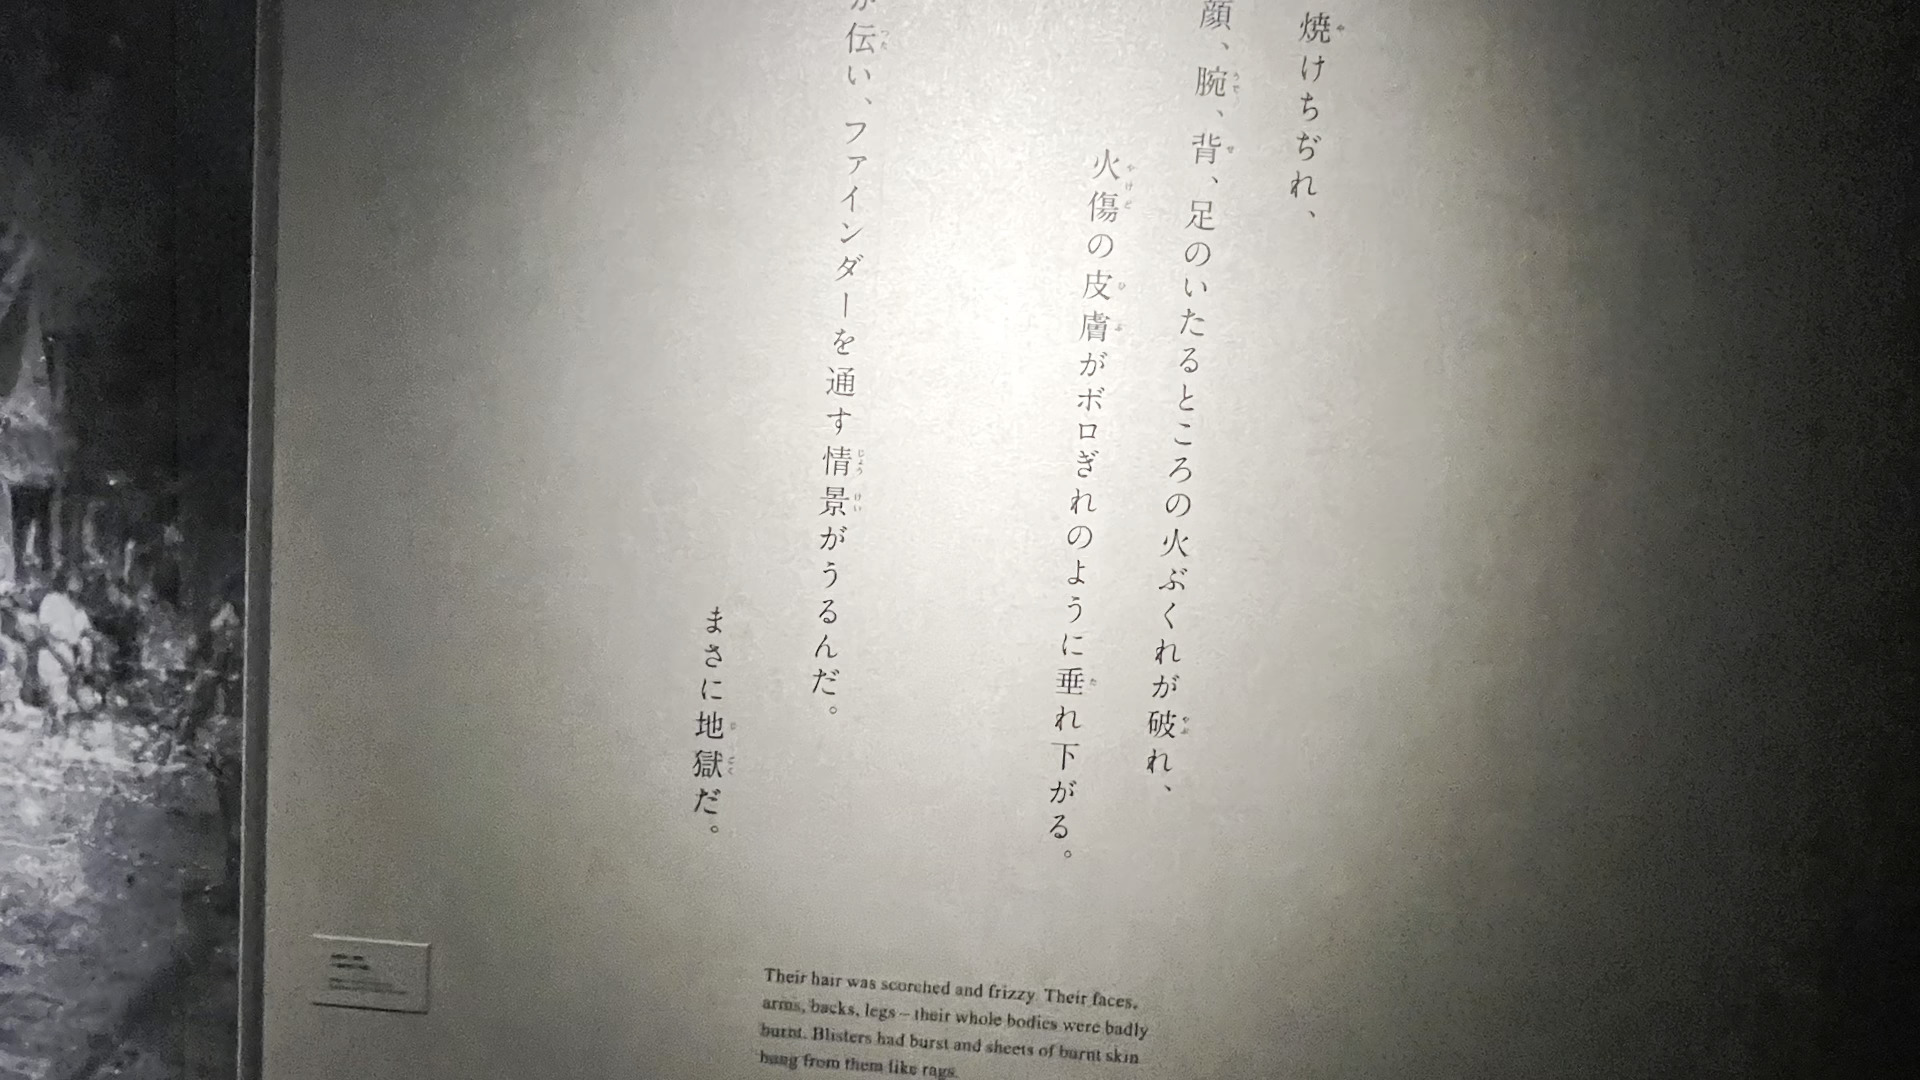 焼けちぢれ、
顔、腕、背、足のいたるところの火ぶくれが破れ、
火傷の皮膚がボロぎれのように垂れ下がる。
伝い、ファインダーを通す情景がうるんだ。
まさに地獄だ。
Their hair was scorched and frizzy. Their faces,
arms, backs, legs – their whole bodies were badly
burnt. Blisters had burst and sheets of burnt skin
hung from them like rags.